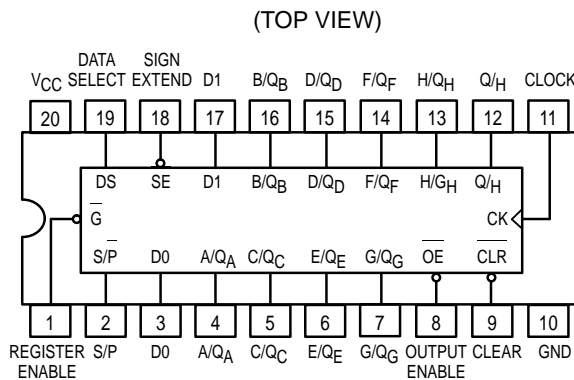 (TOP VIEW)
VCC DATA SELECT SIGN EXTEND D1 B/QB D/QD F/QF H/QH Q/H CLOCK
20 19 18 17 16 15 14 13 12 11
DS SE D1 B/QB D/QD F/QF H/GH Q/H
G CK
S/P D0 A/QA C/QC E/QE G/QG OE CLR
1 2 3 4 5 6 7 8 9 10
REGISTER ENABLE S/P D0 A/QA C/QC E/QE G/QG OUTPUT ENABLE CLEAR GND